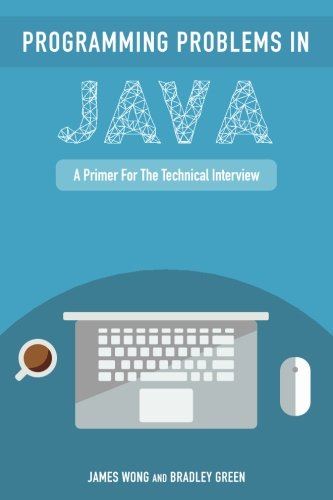 PROGRAMMING PROBLEMS IN
JAVA
A Primer For The Technical Interview
JAMES WONG AND BRADLEY GREEN